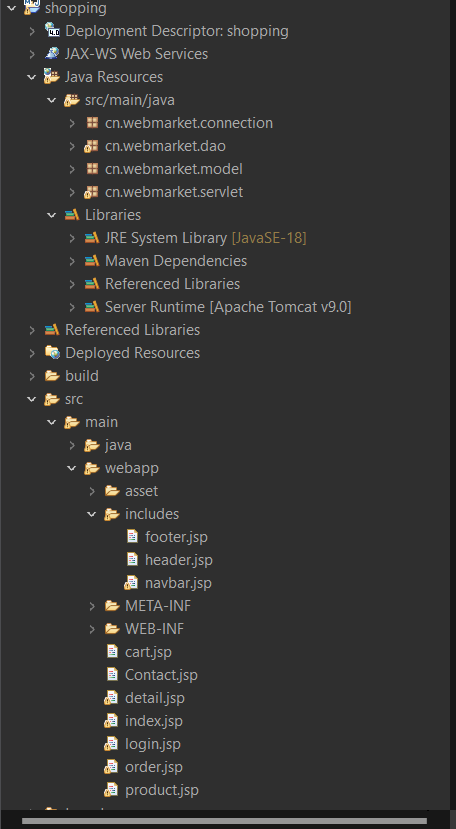 shopping
Deployment Descriptor: shopping
JAX-WS Web Services
Java Resources
src/main/java
cn.webmarket.connection
cn.webmarket.dao
cn.webmarket.model
cn.webmarket.servlet
Libraries
JRE System Library [JavaSE-18]
Maven Dependencies
Referenced Libraries
Server Runtime [Apache Tomcat v9.0]
Referenced Libraries
Deployed Resources
build
src
main
java
webapp
asset
includes
footer.jsp
header.jsp
navbar.jsp
META-INF
WEB-INF
cart.jsp
Contact.jsp
detail.jsp
index.jsp
login.jsp
order.jsp
product.jsp